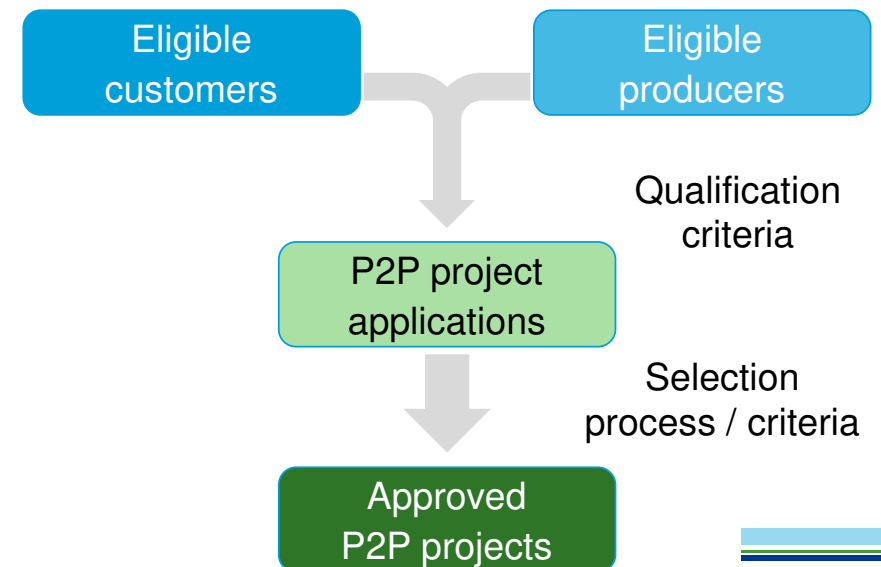 Eligible
customers
Eligible
producers
Qualification
criteria
P2P project
applications
Selection
process / criteria
Approved
P2P projects